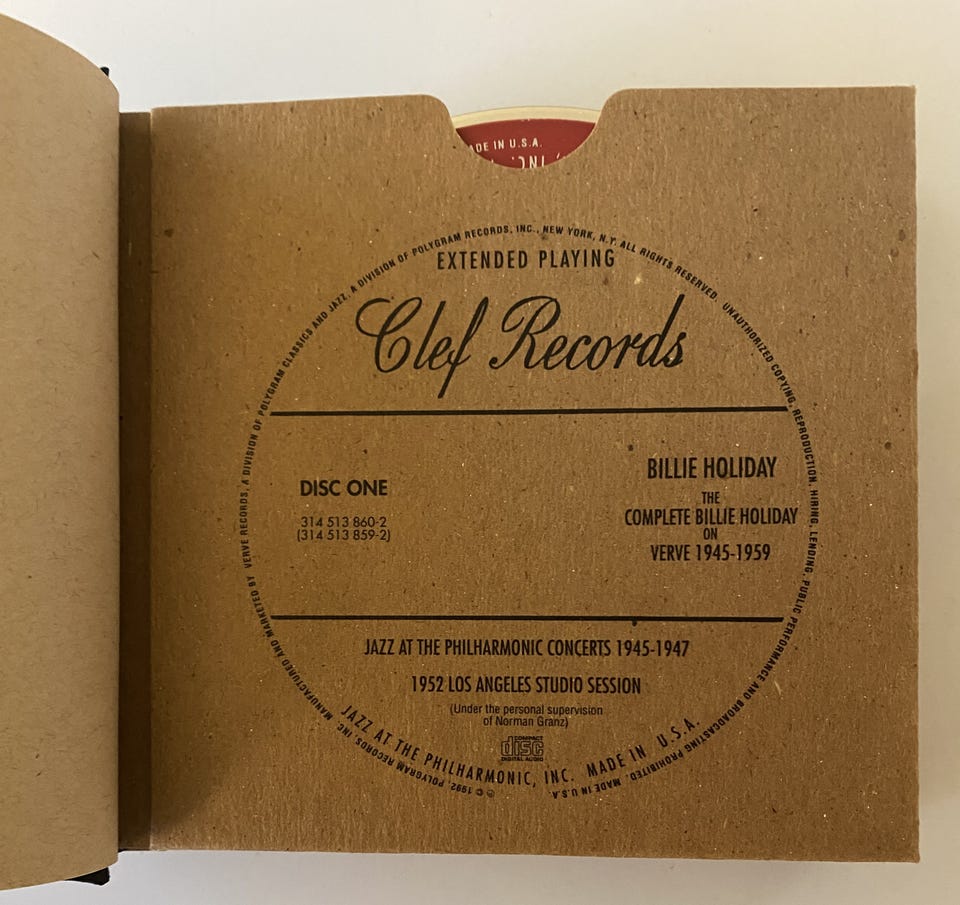 MADE IN U.S.A.
INC.
EXTENDED PLAYING
Clef Records
DISC ONE
314 513 860-2
(314 513 859-2)
BILLIE HOLIDAY
THE
COMPLETE BILLIE HOLIDAY
ON
VERVE 1945-1959
JAZZ AT THE PHILHARMONIC CONCERTS 1945-1947
1952 LOS ANGELES STUDIO SESSION
(Under the personal supervision
of Norman Granz)
COMPACT
disc
DIGITAL AUDIO
JAZZ AT THE PHILHARMONIC, INC. MADE IN U.S.A.
MANUFACTURED AND MARKETED BY VERVE RECORDS, A DIVISION OF POLYGRAM CLASSICS AND JAZZ, A DIVISION OF POLYGRAM RECORDS, INC., NEW YORK, N.Y. ALL RIGHTS RESERVED. UNAUTHORIZED COPYING, REPRODUCTION, HIRING, LENDING, PUBLIC PERFORMANCE AND BROADCASTING PROHIBITED. MADE IN U.S.A. ℗ © 1992, POLYGRAM RECORDS, INC.